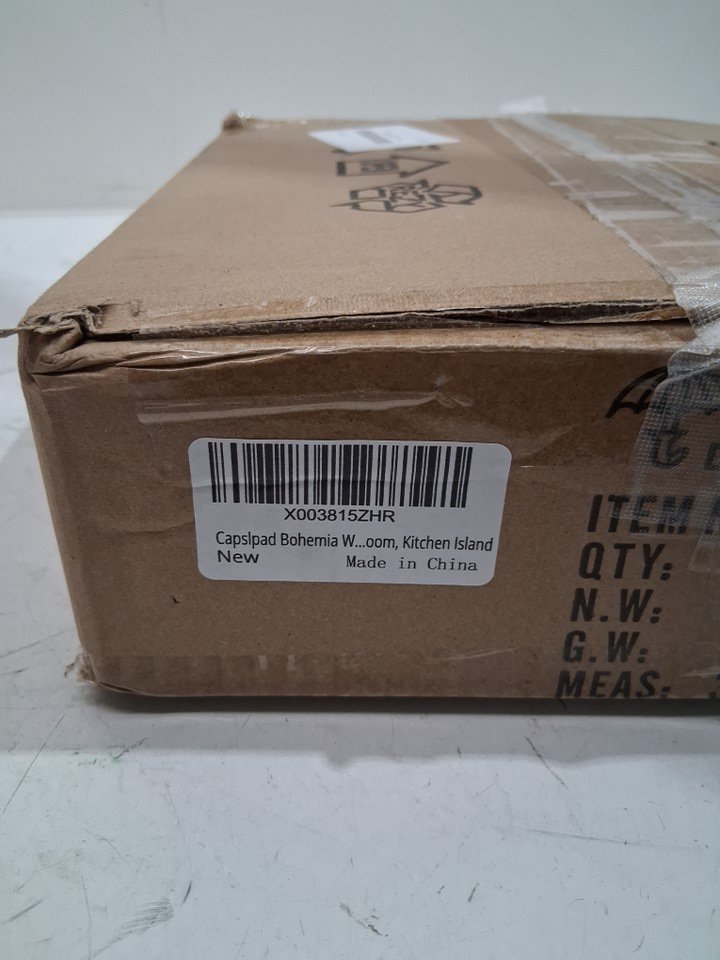 X003815ZHR
Capslpad Bohemia W...oom, Kitchen Island
New
Made in China
ITEM
QTY:
N.W:
G.W:
MEAS: